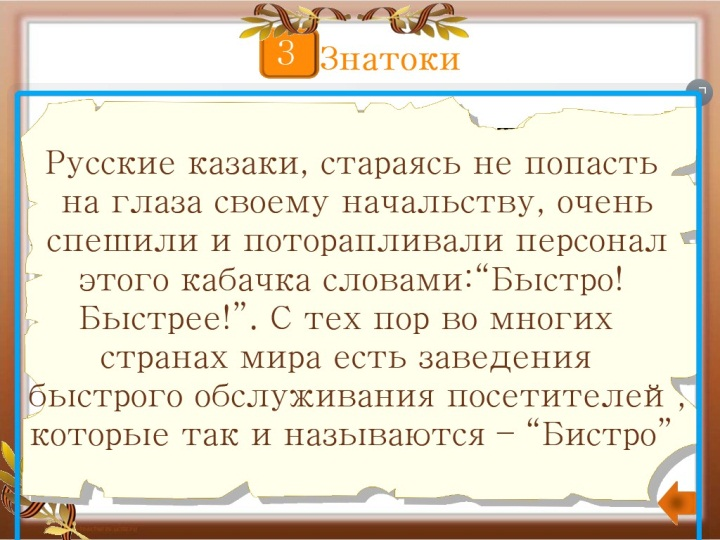 3 Знатоки
Русские казаки, стараясь не попасть
на глаза своему начальству, очень
спешили и поторапливали персонал
этого кабачка словами:“Быстро!
Быстрее!”. С тех пор во многих
странах мира есть заведения
быстрого обслуживания посетителей ,
которые так и называются – “Бистро”